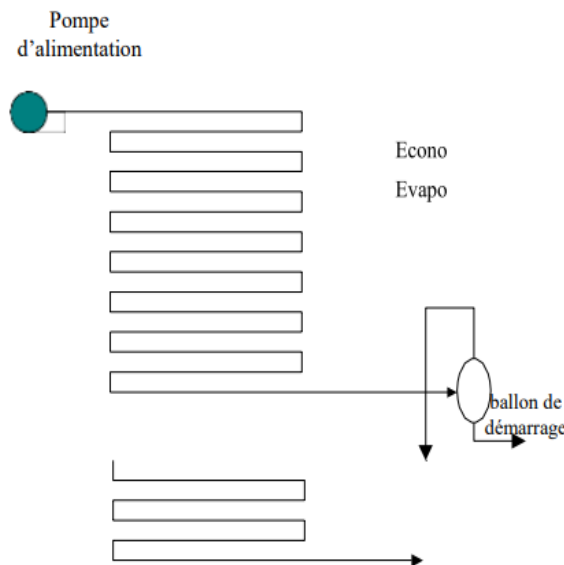 Pompe
d’alimentation
Econo
Evapo
ballon de
démarrage